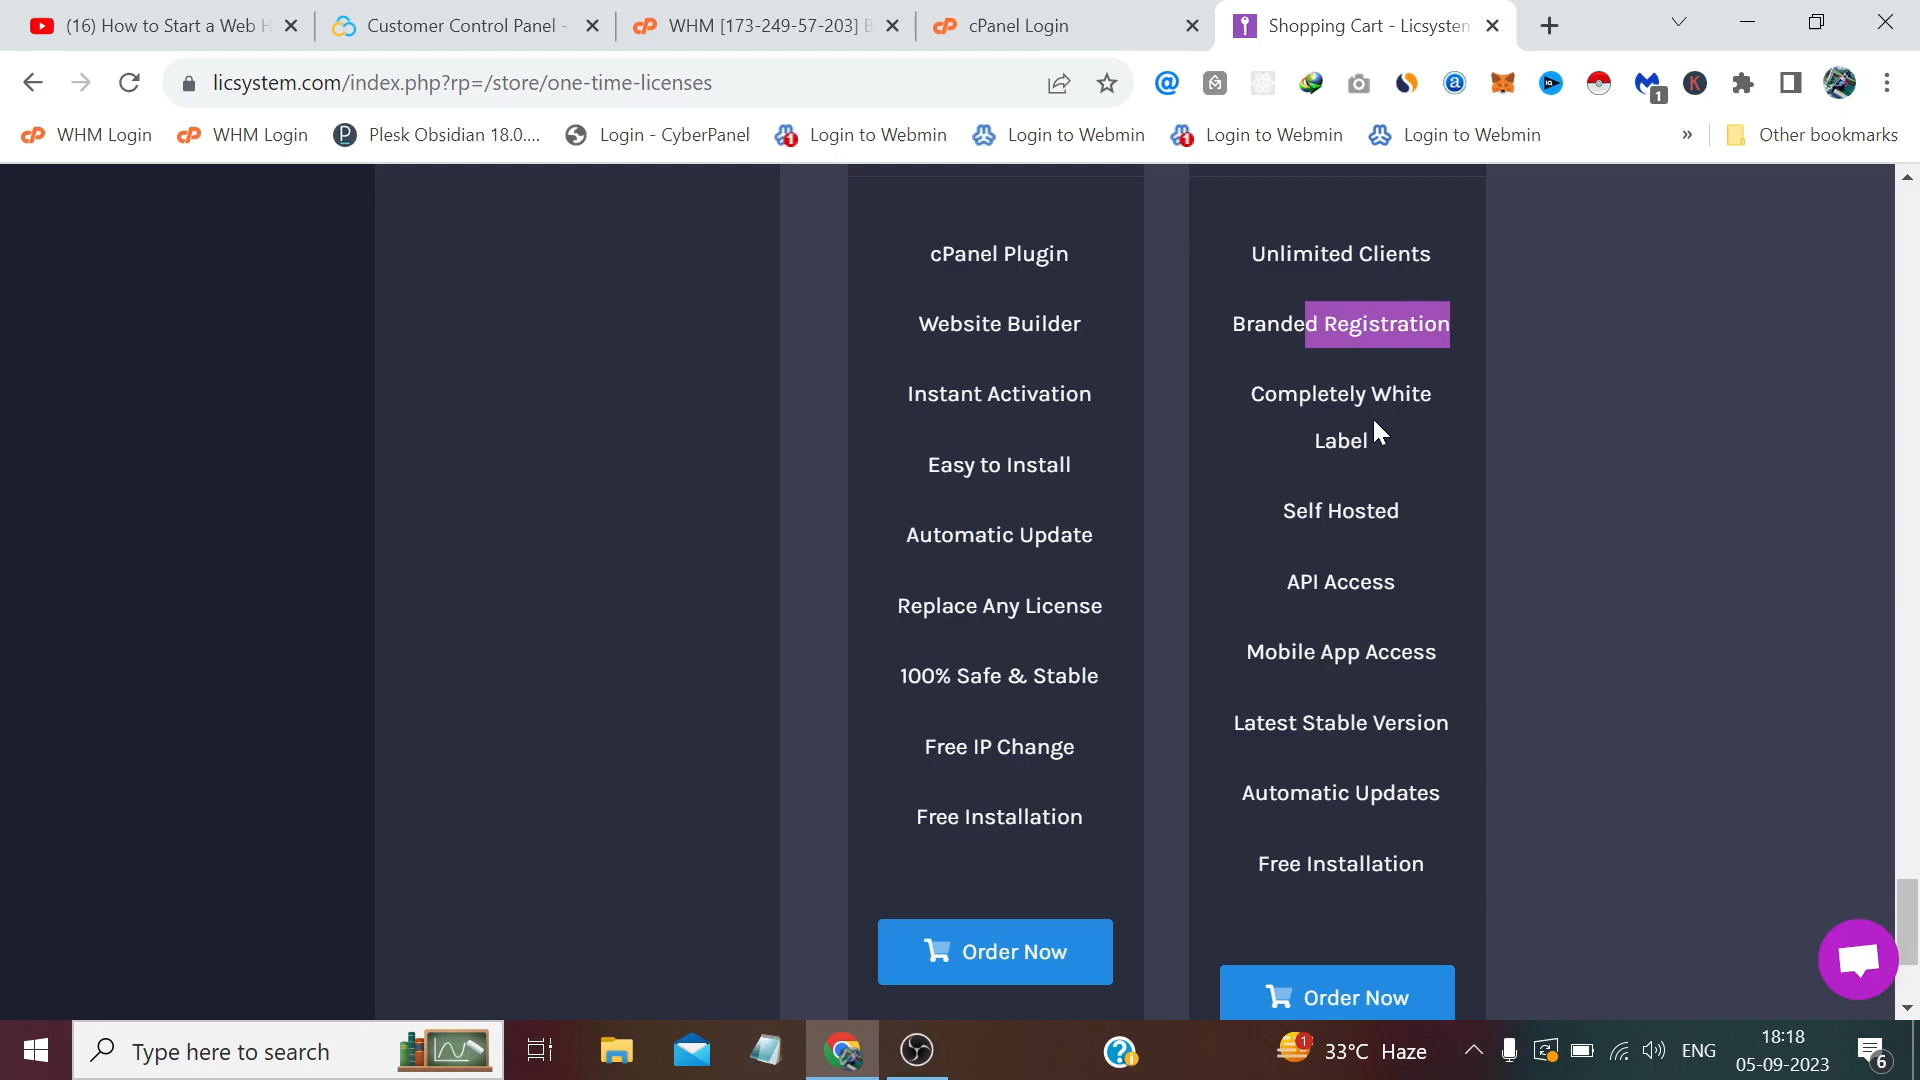 (16) How to Start a Web H
Customer Control Panel -
WHM [173-249-57-203] B
cPanel Login
Shopping Cart - Licsystem
licsystem.com/index.php?rp=/store/one-time-licenses
1
WHM Login
WHM Login
Plesk Obsidian 18.0....
Login - CyberPanel
Login to Webmin
Login to Webmin
Login to Webmin
Login to Webmin
»
Other bookmarks
cPanel Plugin
Website Builder
Instant Activation
Easy to Install
Automatic Update
Replace Any License
100% Safe & Stable
Free IP Change
Free Installation
Order Now
Unlimited Clients
Branded Registration
Completely White
Label
Self Hosted
API Access
Mobile App Access
Latest Stable Version
Automatic Updates
Free Installation
Order Now
Type here to search
1
33°C Haze
ENG
18:18
05-09-2023
6